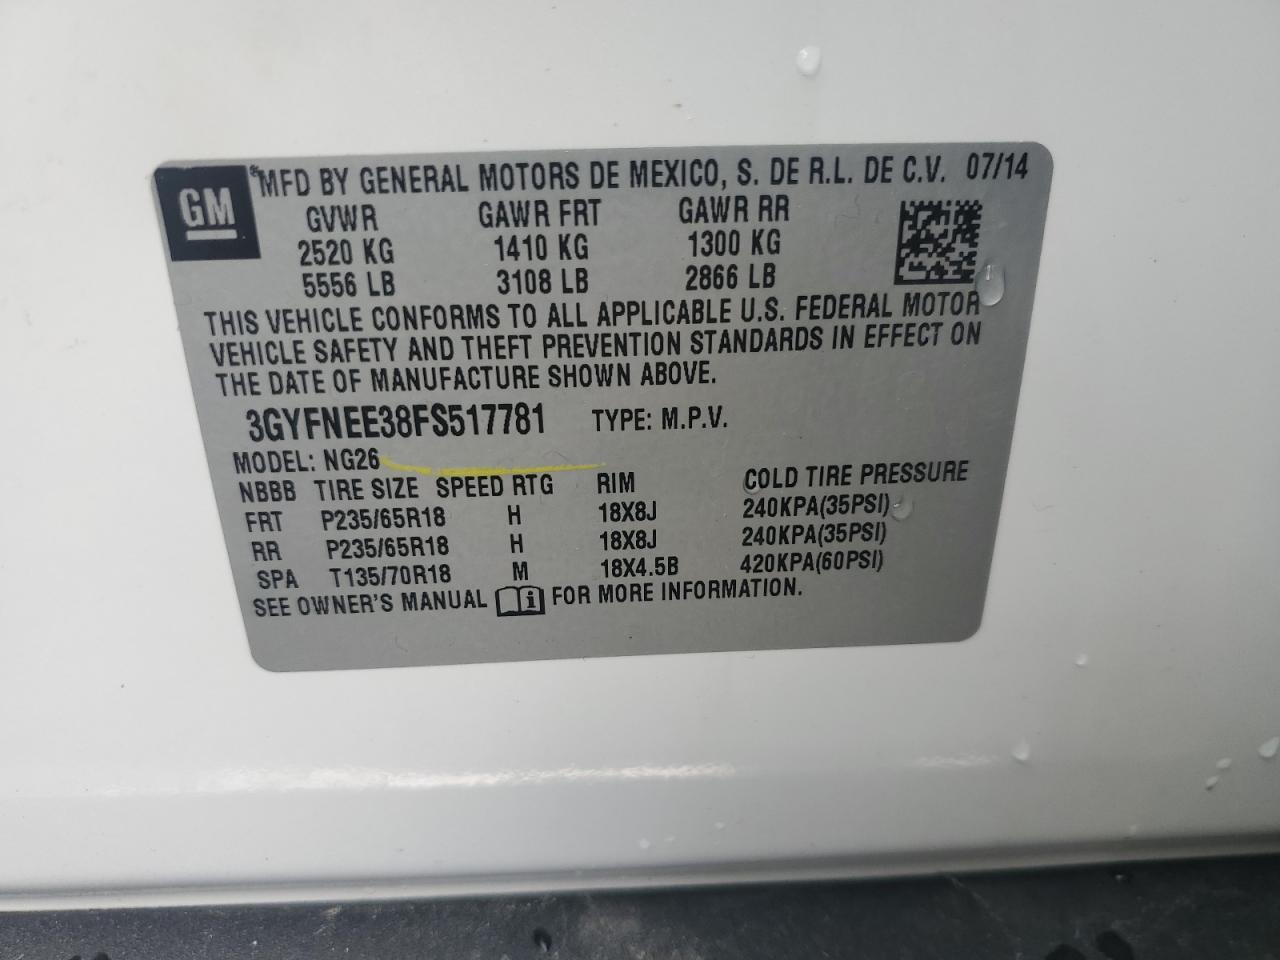 GM
MFD BY GENERAL MOTORS DE MEXICO, S. DE R.L. DE C.V. 07/14
GVWR GAWR FRT GAWR RR
2520 KG 1410 KG 1300 KG
5556 LB 3108 LB 2866 LB
THIS VEHICLE CONFORMS TO ALL APPLICABLE U.S. FEDERAL MOTOR
VEHICLE SAFETY AND THEFT PREVENTION STANDARDS IN EFFECT ON
THE DATE OF MANUFACTURE SHOWN ABOVE.
3GYFNEE38FS517781 TYPE: M.P.V.
MODEL: NG26
NBBB TIRE SIZE SPEED RTG RIM COLD TIRE PRESSURE
FRT P235/65R18 H 18X8J 240KPA(35PSI)
RR P235/65R18 H 18X8J 240KPA(35PSI)
SPA T135/70R18 M 18X4.5B 420KPA(60PSI)
SEE OWNER'S MANUAL i FOR MORE INFORMATION.